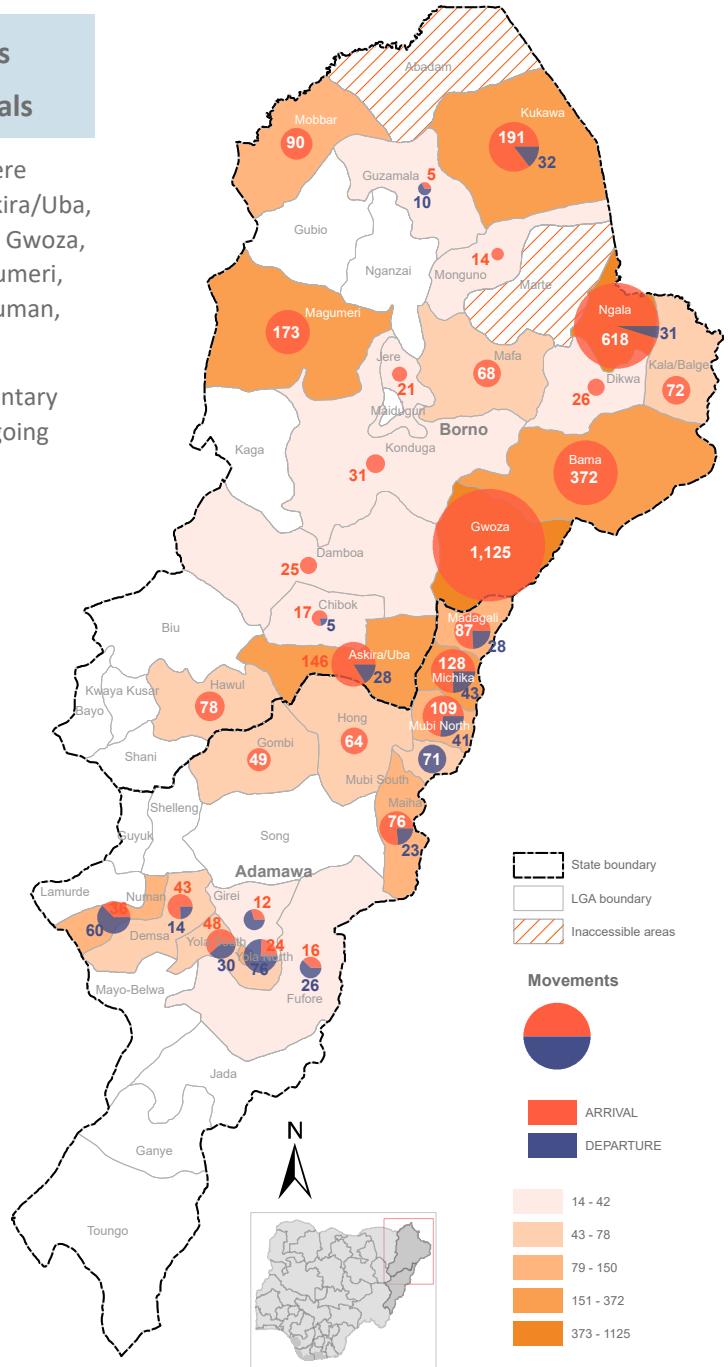 s
als
ere
kira/Uba,
Gwoza,
umeri,
uman,
ntary
going
Abadam
Kukawa
191
32
Mobbar
90
Guzamala
5
10
Gubio
Nganzai
Monguno
14
Marte
Ngala
618
31
Magumeri
173
Jere
21
Mafa
68
Dikwa
26
Kala/Balge
72
Maiduguri
Borno
Kaga
Konduga
31
Bama
372
Gwoza
1,125
Damboa
25
Chibok
17
5
Biu
Madagali
87
28
Askira/Uba
146
28
128
Michika
43
Kwaya Kusar
Bayo
Hawul
78
Shani
Hong
64
109
Mubi North
41
Gombi
49
71
Mubi South
Maiha
76
23
Shelleng
Guyuk
Song
Adamawa
Lamurde
Numan
36
60
43
14
Demsa
Girei
12
48
Yola South
30
24
Yola North
76
16
26
Fufore
Mayo-Belwa
Jada
Ganye
Toungo
N
State boundary
LGA boundary
Inaccessible areas
Movements
ARRIVAL
DEPARTURE
14 - 42
43 - 78
79 - 150
151 - 372
373 - 1125